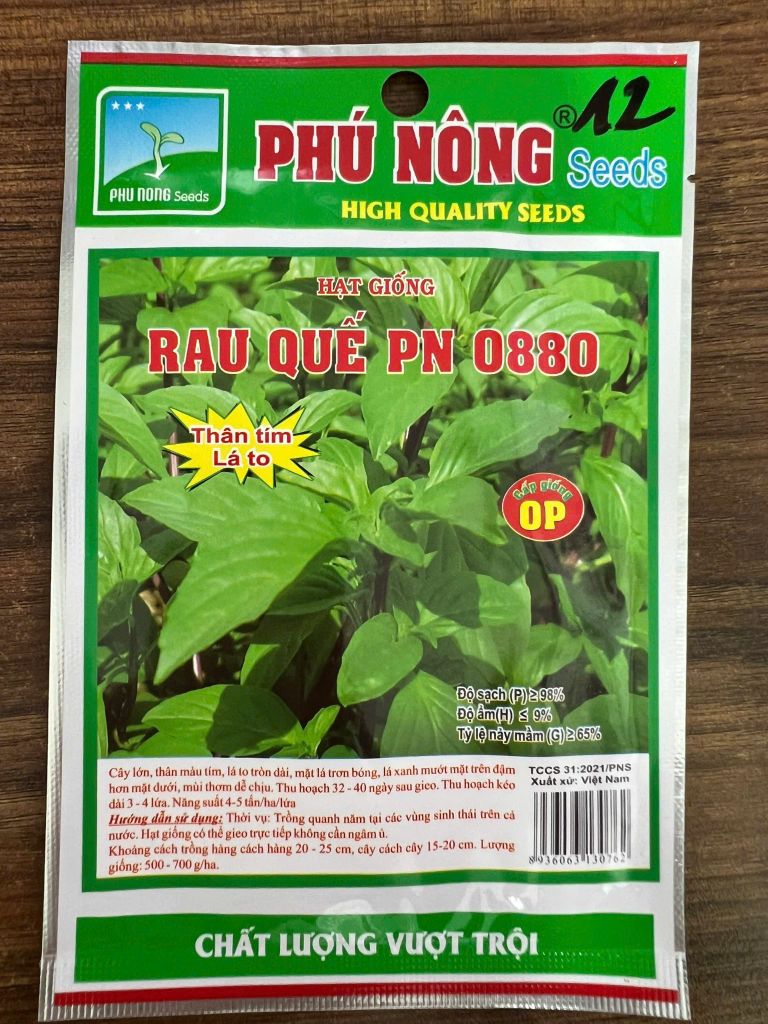 PHU NONG Seeds
PHÚ NÔNG ® 12
Seeds
HIGH QUALITY SEEDS
HẠT GIỐNG
RAU QUẾ PN 0880
Thân tím
Lá to
Cấp giống
OP
Độ sạch (P) ≥ 98%
Độ ẩm(H) ≤ 9%
Tỷ lệ nảy mầm (G) ≥ 65%
Cây lớn, thân màu tím, lá to tròn dài, mặt lá trơn bóng, lá xanh mướt mặt trên đậm
hơn mặt dưới, mùi thơm dễ chịu. Thu hoạch 32 - 40 ngày sau gieo. Thu hoạch kéo
dài 3 - 4 lứa. Năng suất 4-5 tấn/ha/lứa
Hướng dẫn sử dụng: Thời vụ: Trồng quanh năm tại các vùng sinh thái trên cả
nước. Hạt giống có thể gieo trực tiếp không cần ngâm ủ.
Khoảng cách trồng hàng cách hàng 20 - 25 cm, cây cách cây 15-20 cm. Lượng
giống: 500 - 700 g/ha.
TCCS 31:2021/PNS
Xuất xứ: Việt Nam
8 936063 130762
CHẤT LƯỢNG VƯỢT TRỘI